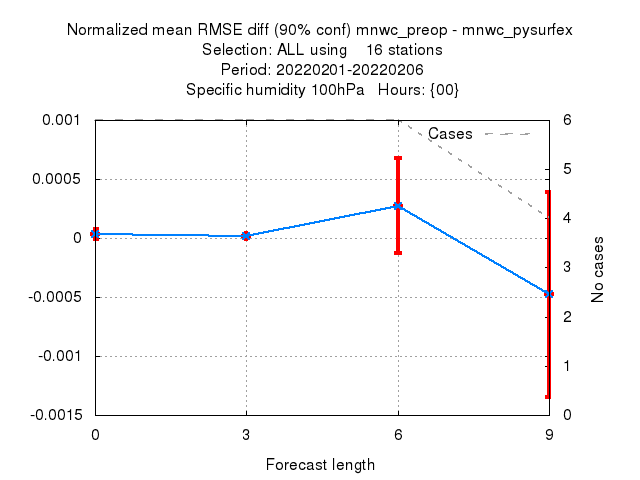 Normalized mean RMSE diff (90% conf) mnwc_preop - mnwc_pysurfex
Selection: ALL using    16 stations
Period: 20220201-20220206
Specific humidity 100hPa   Hours: {00}
0.001
0.0005
0
-0.0005
-0.001
-0.0015
Cases
6
5
4
3
2
1
0
No cases
0 3 6 9
Forecast length